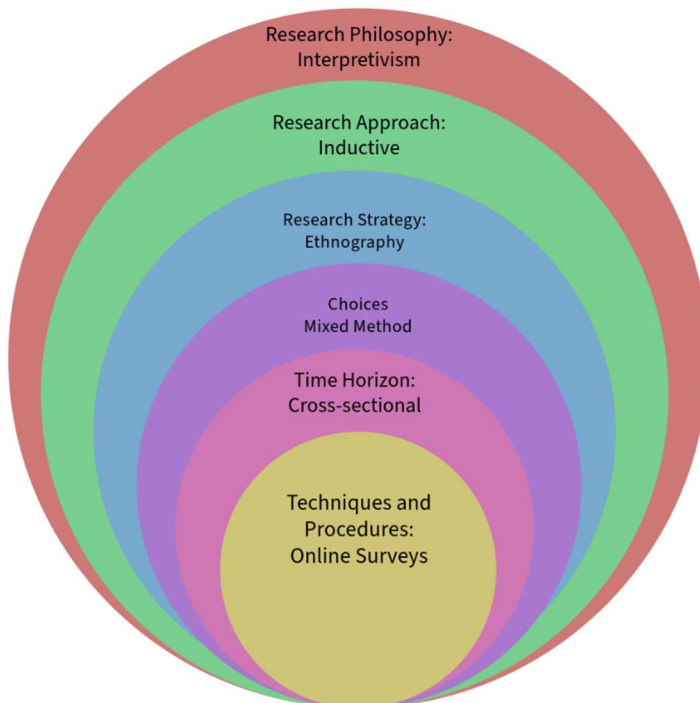 Research Philosophy:
Interpretivism
Research Approach:
Inductive
Research Strategy:
Ethnography
Choices
Mixed Method
Time Horizon:
Cross-sectional
Techniques and
Procedures:
Online Surveys